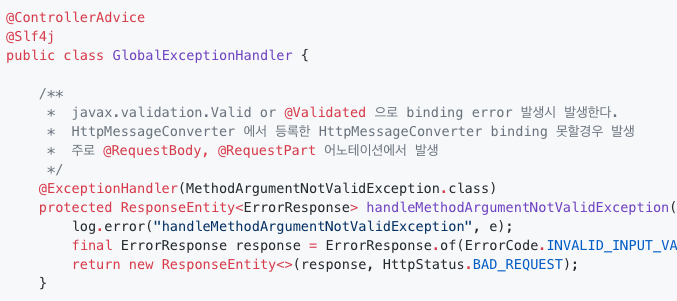 @ControllerAdvice
@Slf4j
public class GlobalExceptionHandler {
/**
* javax.validation.Valid or @Validated 으로 binding error 발생시 발생한다.
* HttpMessageConverter 에서 등록한 HttpMessageConverter binding 못할경우 발생
* 주로 @RequestBody, @RequestPart 어노테이션에서 발생
*/
@ExceptionHandler(MethodArgumentNotValidException.class)
protected ResponseEntity<ErrorResponse> handleMethodArgumentNotValidException(
log.error("handleMethodArgumentNotValidException", e);
final ErrorResponse response = ErrorResponse.of(ErrorCode.INVALID_INPUT_VA
return new ResponseEntity<>(response, HttpStatus.BAD_REQUEST);
}